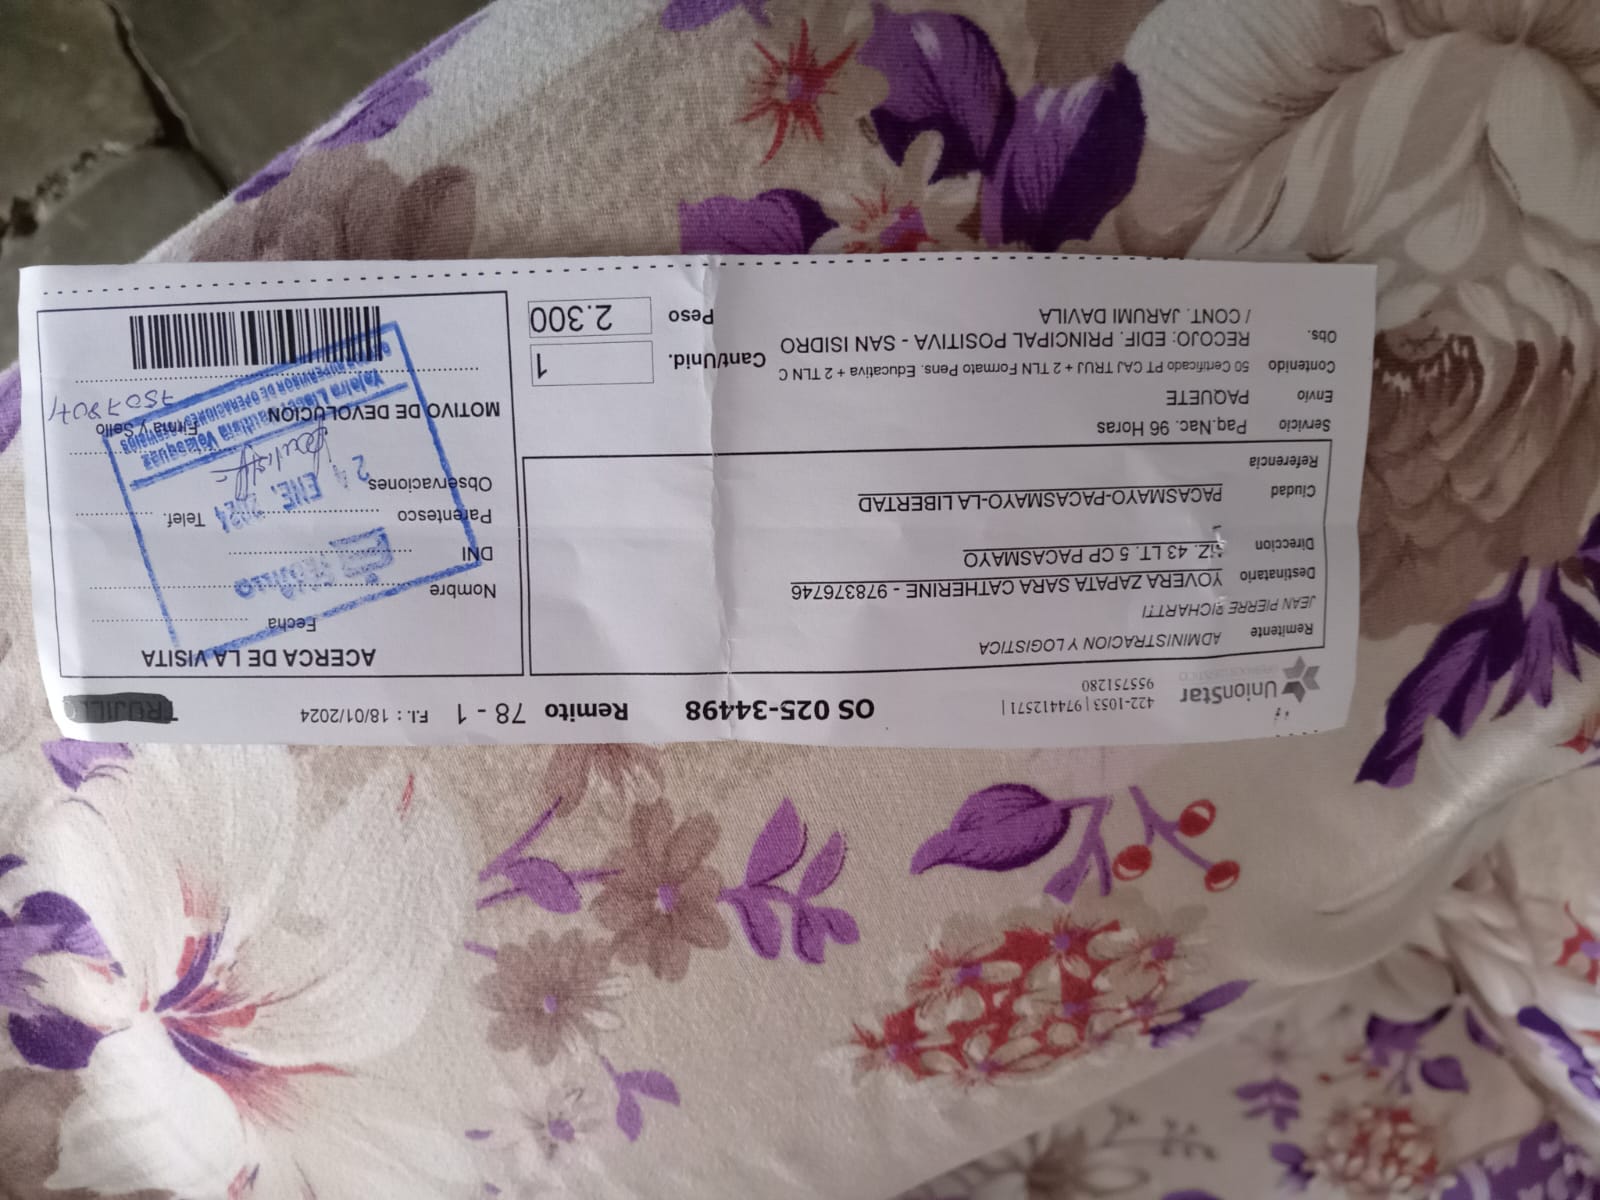 UnionStar
422-1053 | 974412571 |
955751280
OS 025-34498 Remito 78 - 1 F.I.: 18/01/2024 TRUJILLO
Remitente ADMINISTRACION Y LOGISTICA
JEAN PIERRE RICHARTTI
Destinatario YOVERA ZAPATA SARA CATHERINE - 978376746
Direccion MZ. 43 LT. 5 CP PACASMAYO
Ciudad PACASMAYO-PACASMAYO-LA LIBERTAD
Referencia
Servicio Paq.Nac. 96 Horas
Envio PAQUETE
Contenido 50 Certificado PT CAJ TRUJ + 2 TLN Formato Pens. Educativa + 2 TLN C
Obs. RECOJO: EDIF. PRINCIPAL POSITIVA - SAN ISIDRO
/ CONT. JARUMI DAVILA
Cant/Unid. 1
Peso 2.300
ACERCA DE LA VISITA
Fecha
Nombre
DNI
Parentesco Telef.
Observaciones
Firma y Sello
MOTIVO DE DEVOLUCION
TRUJILLO
24 ENE. 2024